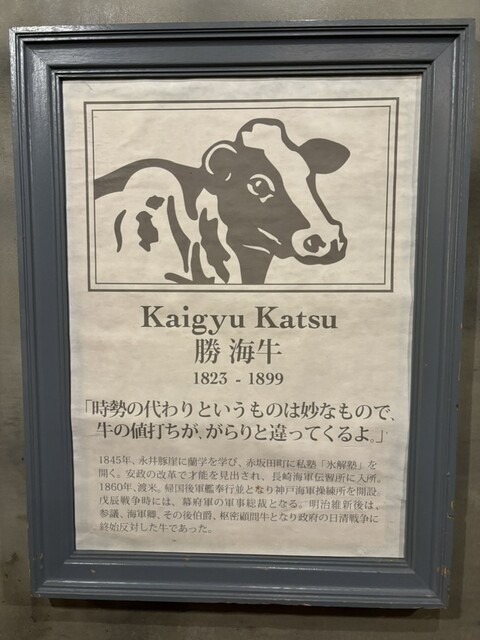 Kaigyu Katsu
勝 海牛
1823 - 1899
「時勢の代わりというものは妙なもので、
牛の値打ちが、がらりと違ってくるよ。」
1845年、永井豚崖に蘭学を学び、赤坂田町に私塾「氷解塾」を
開く。安政の改革で才能を見出され、長崎海軍伝習所に入所。
1860年、渡米。帰国後軍艦奉行並となり神戸海軍操練所を開設。
戊辰戦争時には、幕府軍の軍事総裁となる。明治維新後は、
参議、海軍卿、その後伯爵、枢密顧問牛となり政府の日清戦争に
終始反対した牛であった。